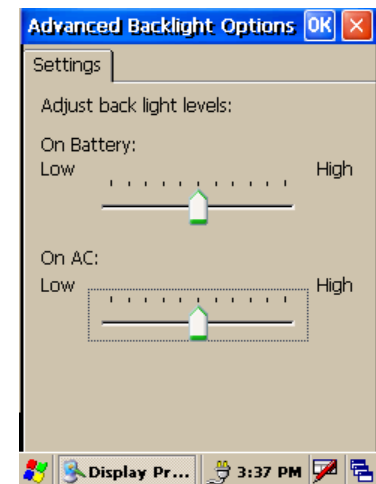 Advanced Backlight Options OK
Settings
Adjust back light levels:
On Battery:
Low High
On AC:
Low High
Display Pr... 3:37 PM